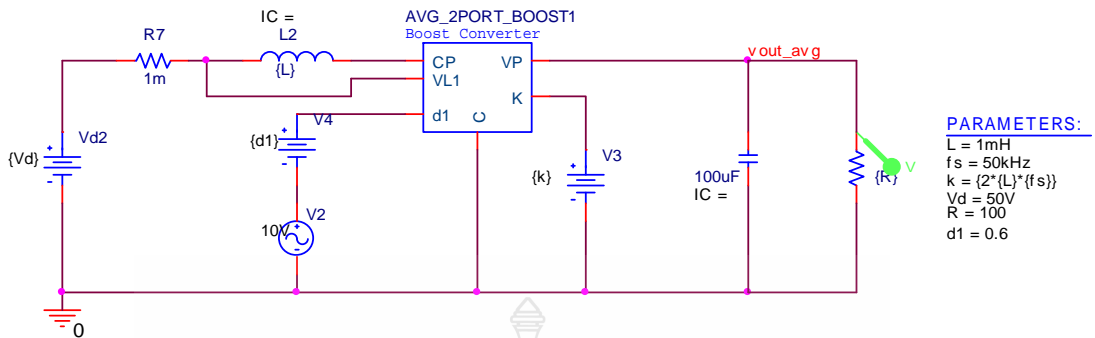 IC =
L2
{L}
R7
1m
AVG_2PORT_BOOST1
Boost Converter
CP
VL1
d1
C
VP
K
Vd2
{Vd}
V4
{d1}
V2
10V
V3
{k}
vout_avg
100uF
IC =
{R}
V
PARAMETERS:
L = 1mH
fs = 50kHz
k = {2*{L}*{fs}}
Vd = 50V
R = 100
d1 = 0.6
0